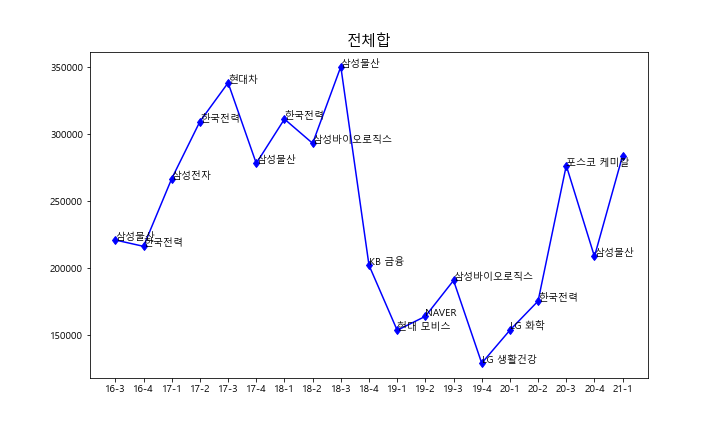 전체합
350000
300000
250000
200000
150000
삼성물산
한국전력
삼성전자
한국전력
현대차
삼성물산
한국전력
삼성바이오로직스
삼성물산
KB 금융
현대 모비스
NAVER
삼성바이오로직스
LG 생활건강
LG 화학
한국전력
포스코 케미칼
삼성물산
16-3 16-4 17-1 17-2 17-3 17-4 18-1 18-2 18-3 18-4 19-1 19-2 19-3 19-4 20-1 20-2 20-3 20-4 21-1